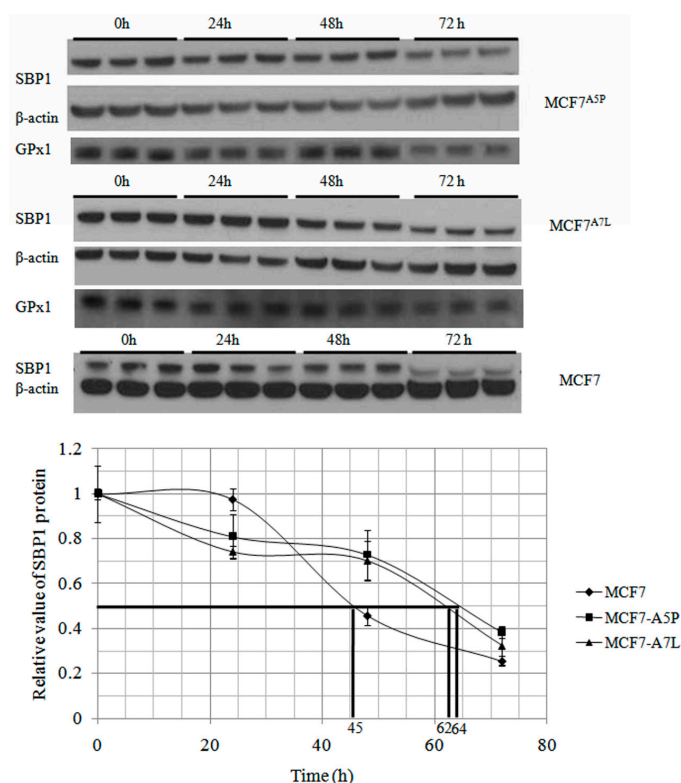 0h 24h 48h 72 h
SBP1
β-actin
GPx1
MCF7A5P
0h 24h 48h 72h
SBP1
β-actin
GPx1
MCF7A7L
0h 24h 48h 72 h
SBP1
β-actin
MCF7
Relative value of SBP1 protein
1.2
1
0.8
0.6
0.4
0.2
0
45 6264
0 20 40 60 80
Time (h)
MCF7
MCF7-A5P
MCF7-A7L